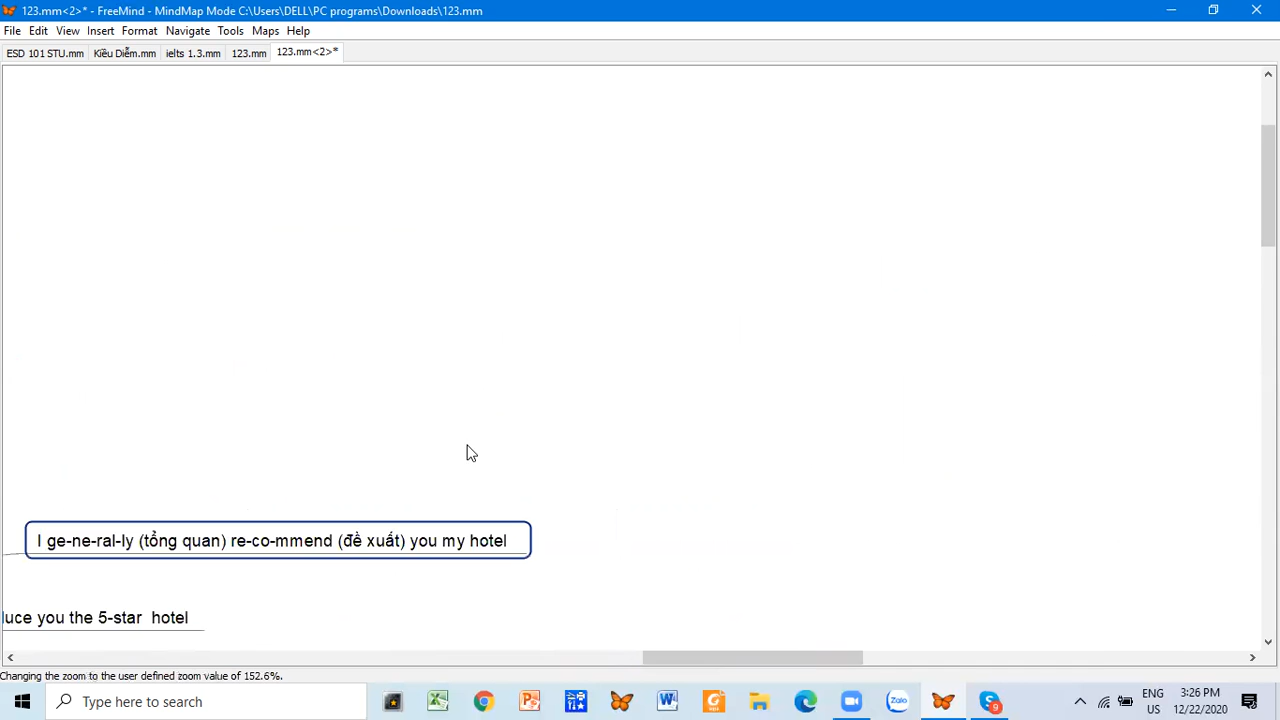 123.mm<2>* - FreeMind - MindMap Mode C:\Users\DELL\PC programs\Downloads\123.mm
File Edit View Insert Format Navigate Tools Maps Help
ESD 101 STU.mm Kiều Diễm.mm ielts 1.3.mm 123.mm 123.mm<2>*
I ge-ne-ral-ly (tổng quan) re-co-mmend (đề xuất) you my hotel
luce you the 5-star hotel
Changing the zoom to the user defined zoom value of 152.6%.
Type here to search
Zalo
9
ENG
US
3:26 PM
12/22/2020